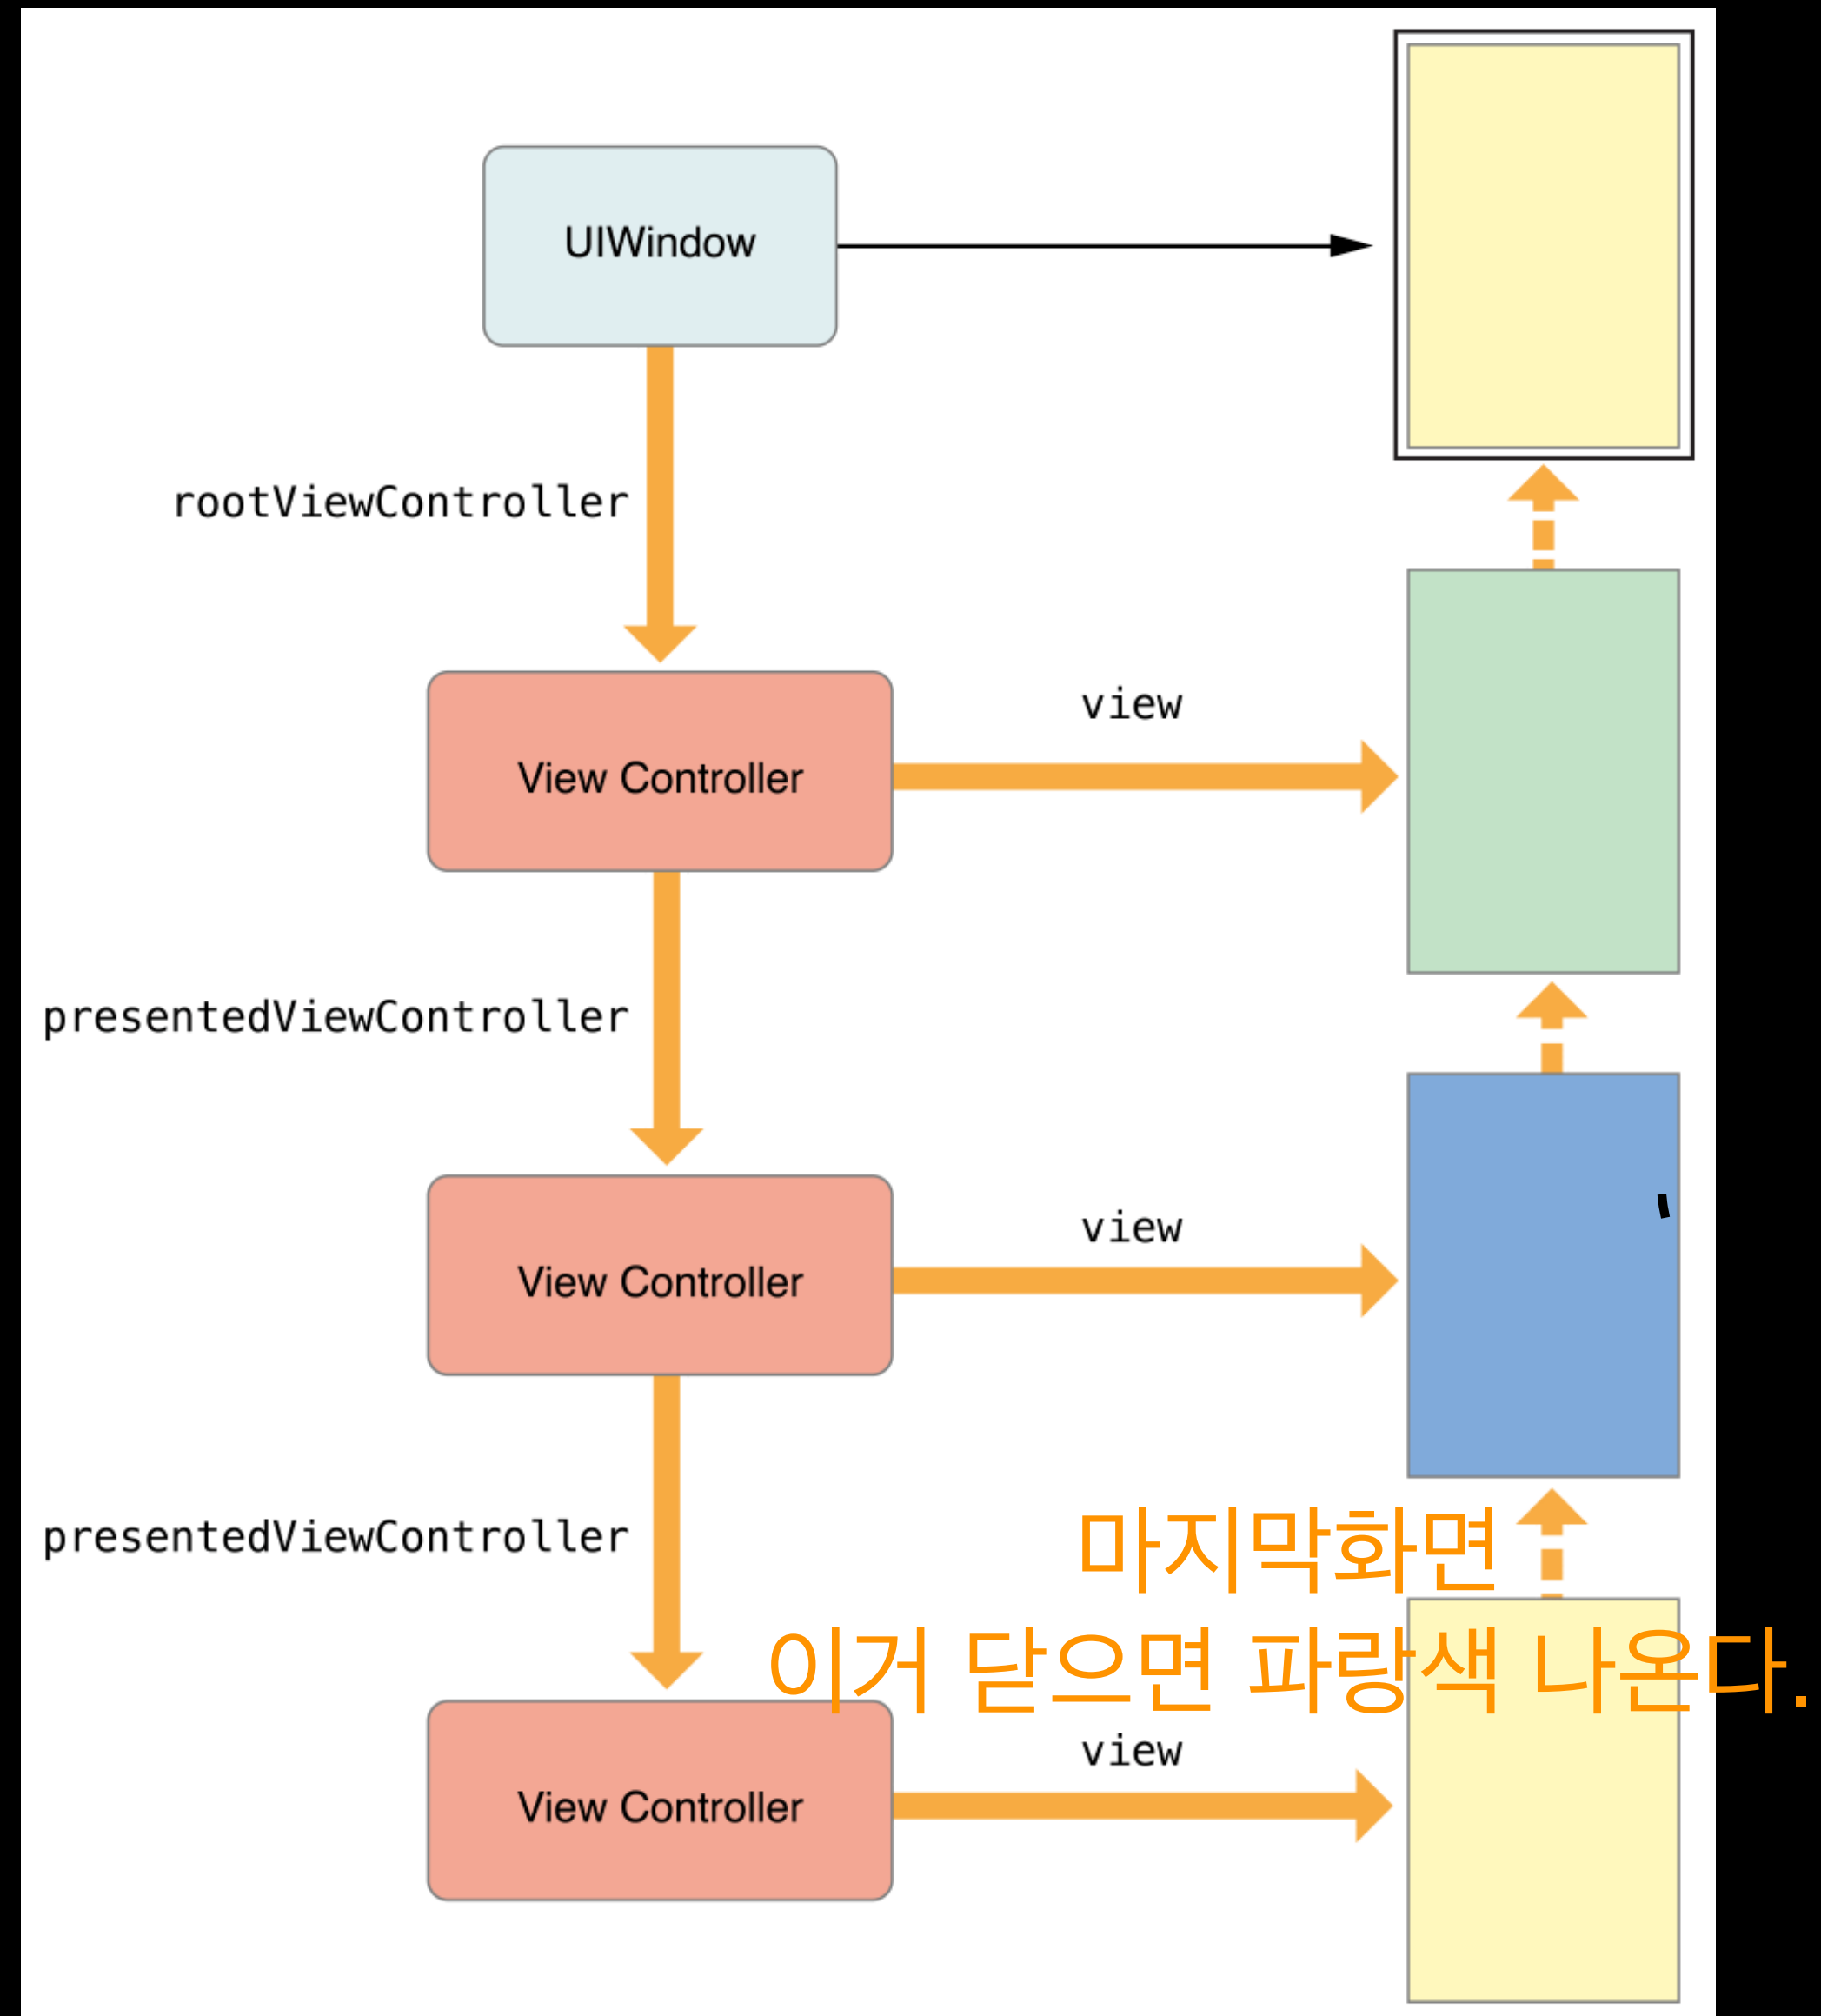 UIWindow
rootViewController
view
View Controller
presentedViewController
view
View Controller
마지막화면
presentedViewController
이거 닫으면 파랑색 나온다.
view
View Controller